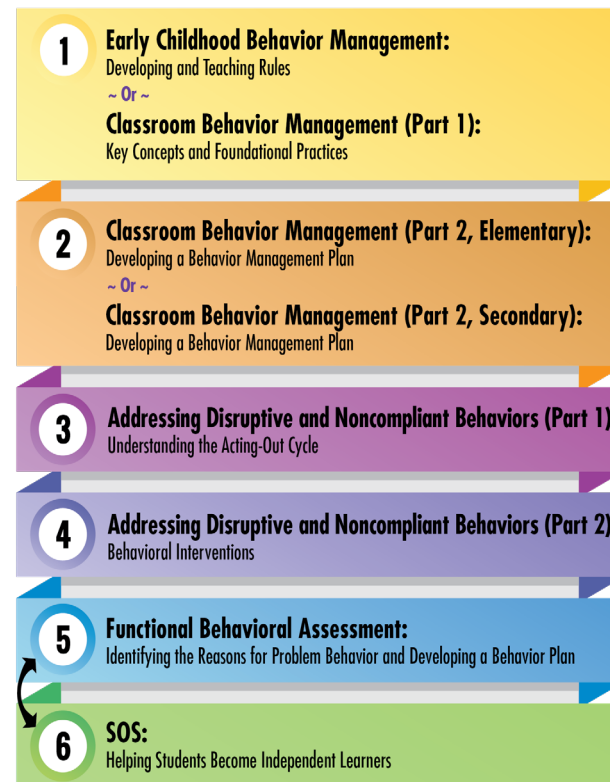 1
Early Childhood Behavior Management:
Developing and Teaching Rules
~ Or ~
Classroom Behavior Management (Part 1):
Key Concepts and Foundational Practices
2
Classroom Behavior Management (Part 2, Elementary):
Developing a Behavior Management Plan
~ Or ~
Classroom Behavior Management (Part 2, Secondary):
Developing a Behavior Management Plan
3
Addressing Disruptive and Noncompliant Behaviors (Part 1)
Understanding the Acting-Out Cycle
4
Addressing Disruptive and Noncompliant Behaviors (Part 2)
Behavioral Interventions
5
Functional Behavioral Assessment:
Identifying the Reasons for Problem Behavior and Developing a Behavior Plan
6
SOS:
Helping Students Become Independent Learners